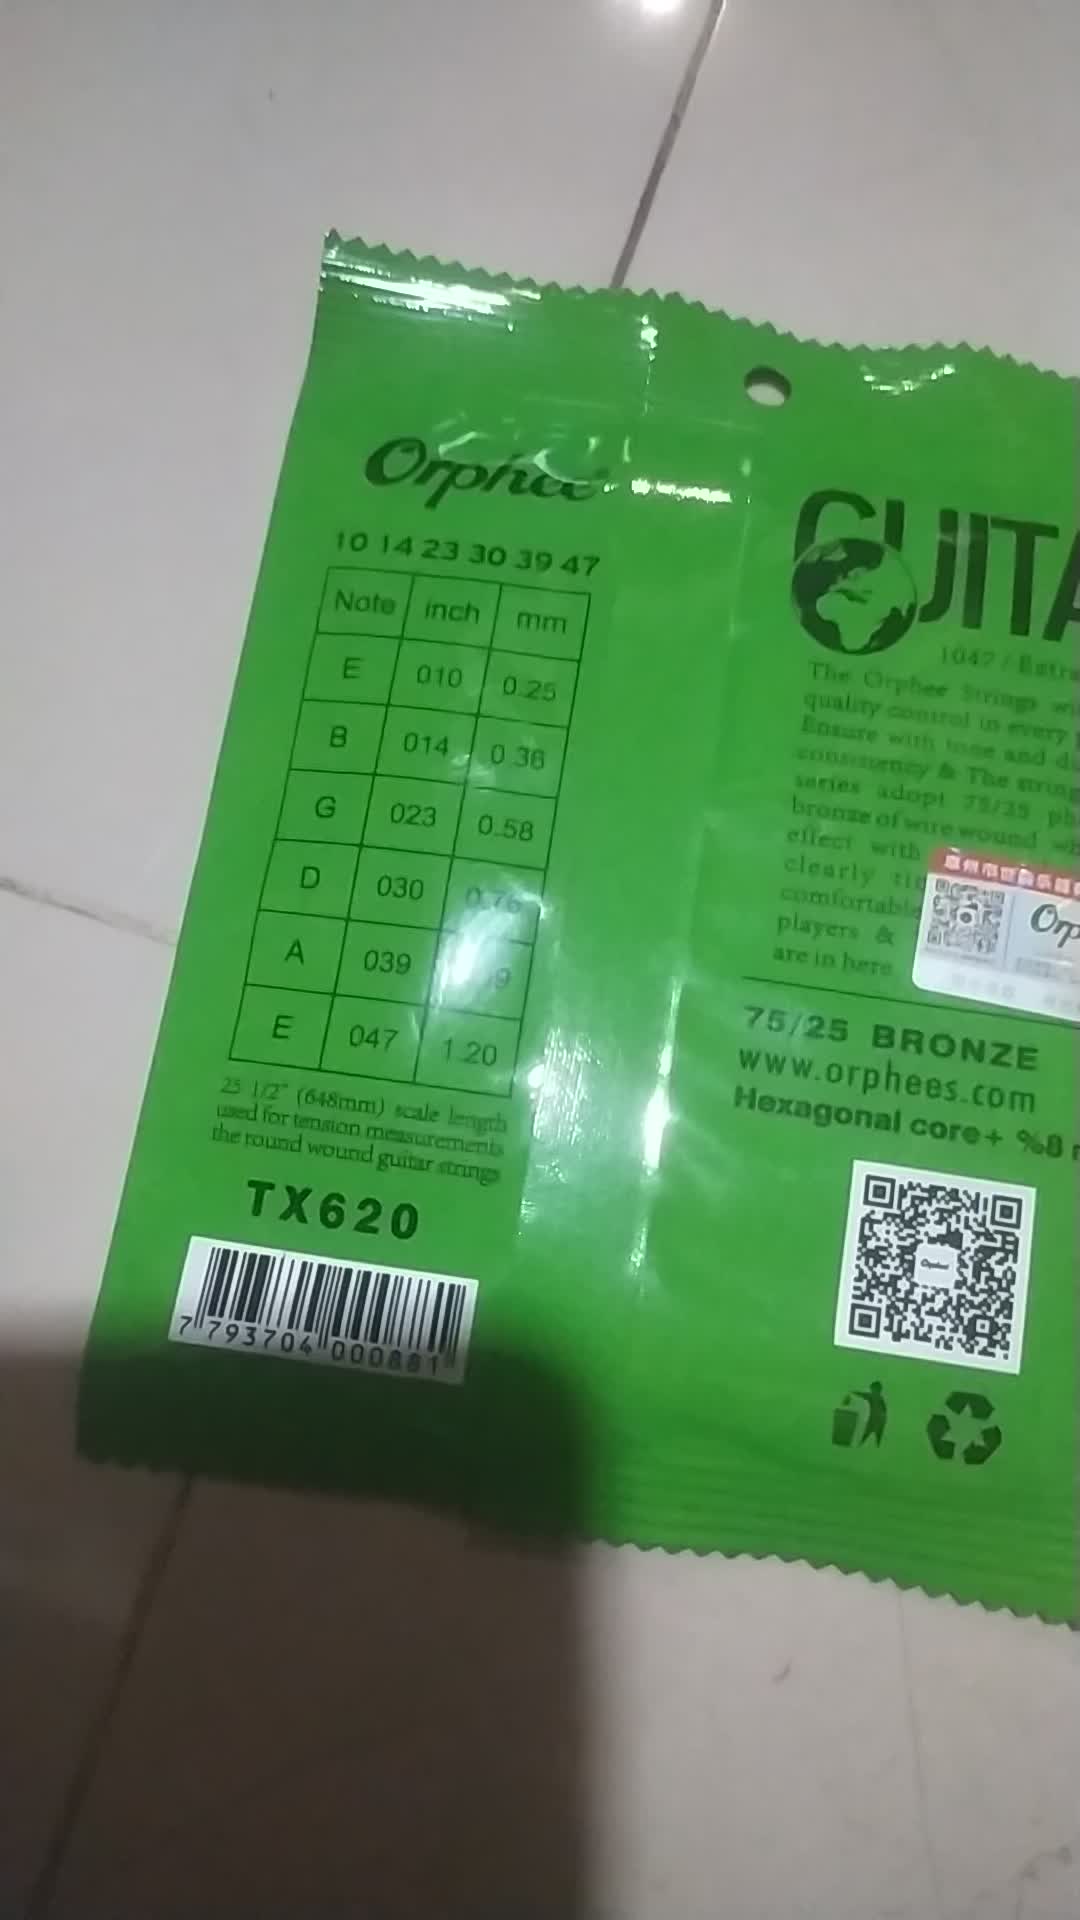 Orphee
10 14 23 30 39 47
Note inch mm
E 010 0.25
B 014 0.36
G 023 0.58
D 030 0.76
A 039
E 047 1.20
25 1/2" (648mm) scale length
used for tension measurements
the round wound guitar strings
TX620
7 793704 000881
GUITA
1047 / Extra
The Orphee Strings
quality control in every
Ensure with tone and
consistency & The string
series adopt 75/25
bronze of wire wound
effect with
clearly
comfortable
players &
are in here
75/25 BRONZE
www.orphees.com
Hexagonal core+ %8
Orphee